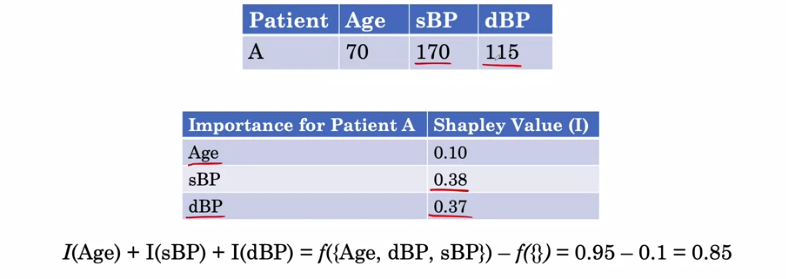 Patient Age sBP dBP
A 70 170 115
Importance for Patient A Shapley Value (I)
Age 0.10
sBP 0.38
dBP 0.37
I(Age) + I(sBP) + I(dBP) = f({Age, dBP, sBP}) – f({}) = 0.95 – 0.1 = 0.85